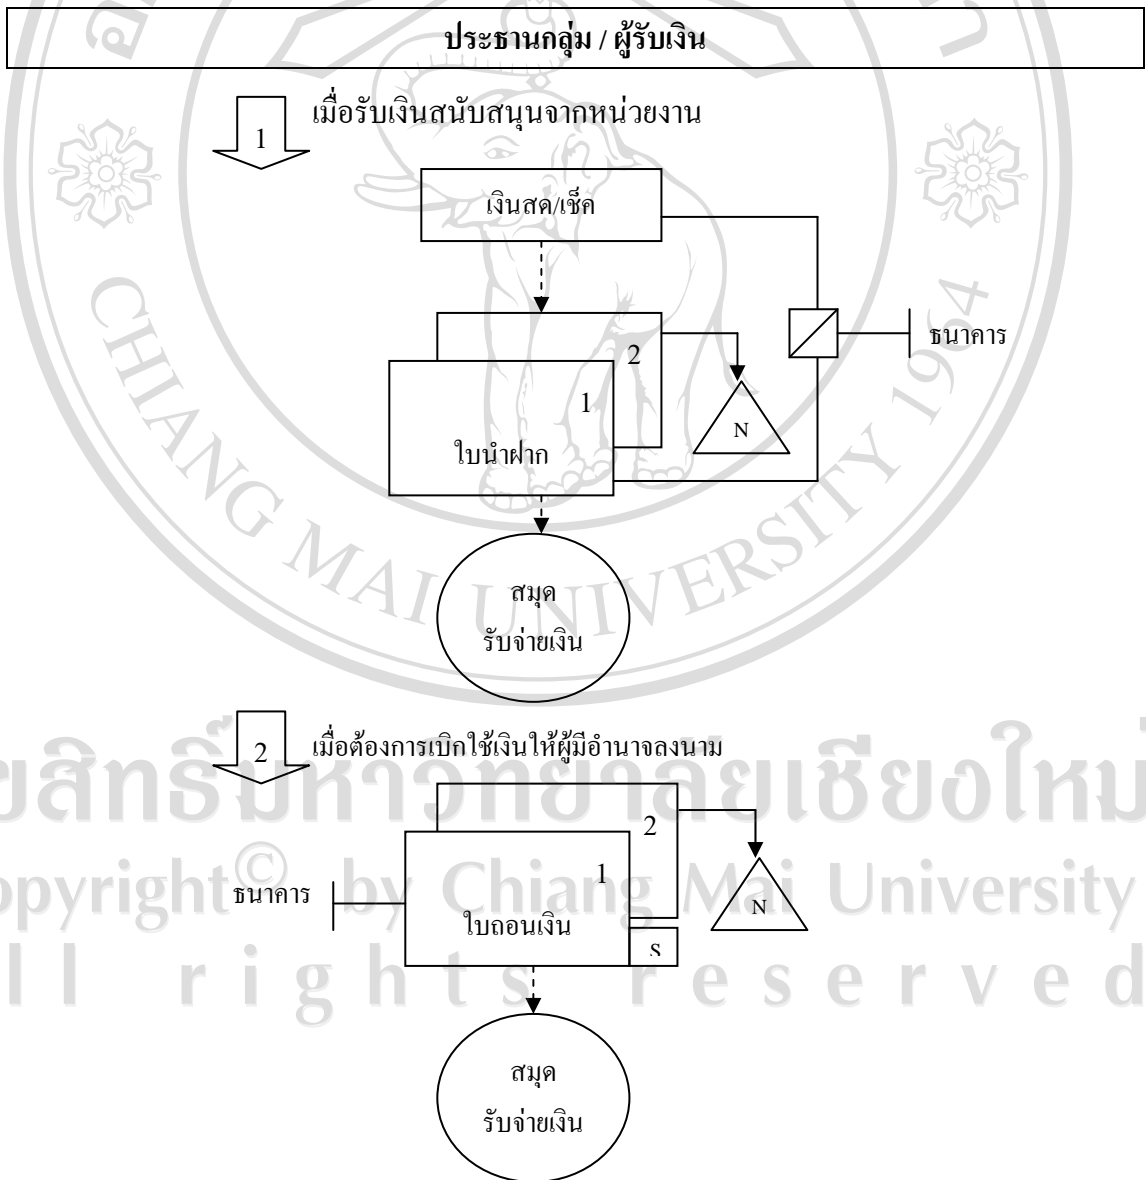 ประธานกลุ่ม / ผู้รับเงิน
1
เมื่อรับเงินสนับสนุนจากหน่วยงาน
เงินสด/เช็ค
2
1
ใบนำฝาก
N
ธนาคาร
สมุด
รับจ่ายเงิน
2
เมื่อต้องการเบิกใช้เงินให้ผู้มีอำนาจลงนาม
2
1
ธนาคาร
ใบถอนเงิน
S
N
สมุด
รับจ่ายเงิน
CHIANG MAI UNIVERSITY 1964
ยสิทธิ์มหาวิทยาลัยเชียงใหม่
opyright© by Chiang Mai University
ll rights reserved